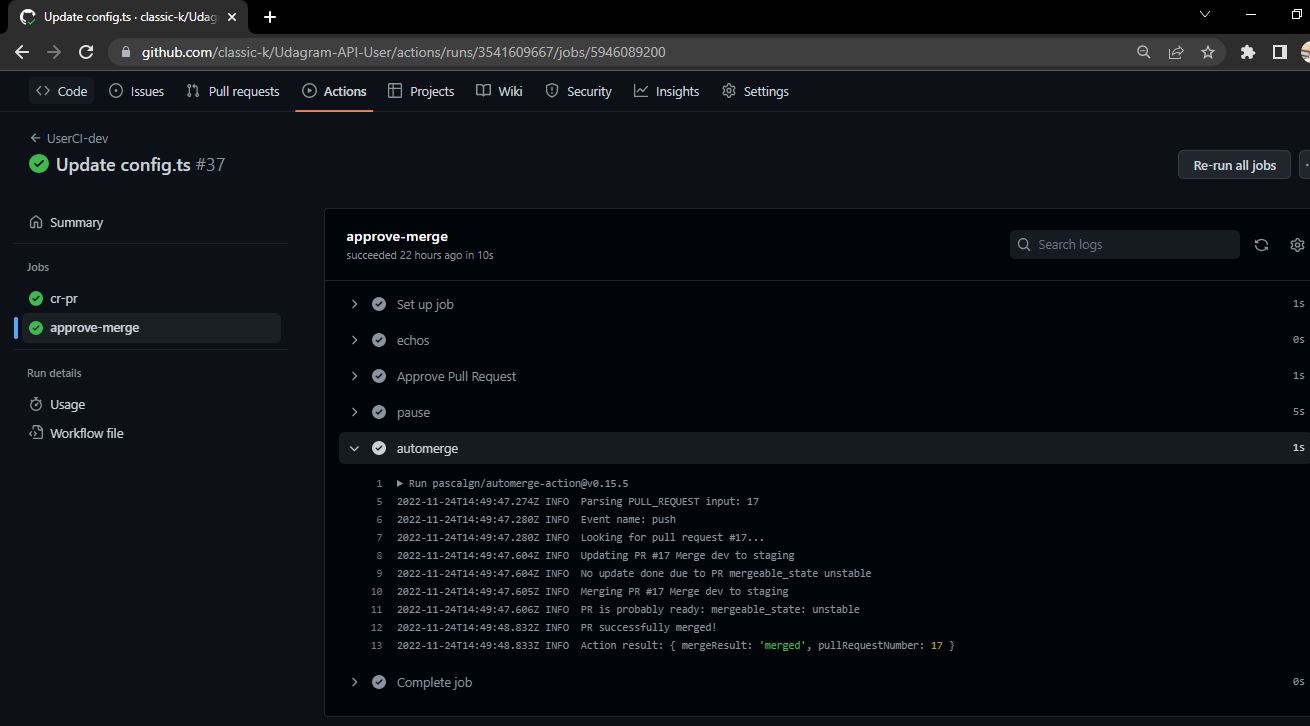 Update config.ts · classic-k/Udag
github.com/classic-k/Udagram-API-User/actions/runs/3541609667/jobs/5946089200
Code Issues Pull requests Actions Projects Wiki Security Insights Settings
UserCI-dev
Update config.ts #37
Re-run all jobs
Summary
Jobs
cr-pr
approve-merge
Run details
Usage
Workflow file
approve-merge
succeeded 22 hours ago in 10s
Search logs
Set up job 1s
echos 0s
Approve Pull Request 1s
pause 5s
automerge 1s
1 Run pascalgn/automerge-action@v0.15.5
5 2022-11-24T14:49:47.274Z INFO Parsing PULL_REQUEST input: 17
6 2022-11-24T14:49:47.280Z INFO Event name: push
7 2022-11-24T14:49:47.280Z INFO Looking for pull request #17...
8 2022-11-24T14:49:47.604Z INFO Updating PR #17 Merge dev to staging
9 2022-11-24T14:49:47.604Z INFO No update done due to PR mergeable_state unstable
10 2022-11-24T14:49:47.605Z INFO Merging PR #17 Merge dev to staging
11 2022-11-24T14:49:47.606Z INFO PR is probably ready: mergeable_state: unstable
12 2022-11-24T14:49:48.832Z INFO PR successfully merged!
13 2022-11-24T14:49:48.833Z INFO Action result: { mergeResult: 'merged', pullRequestNumber: 17 }
Complete job 0s